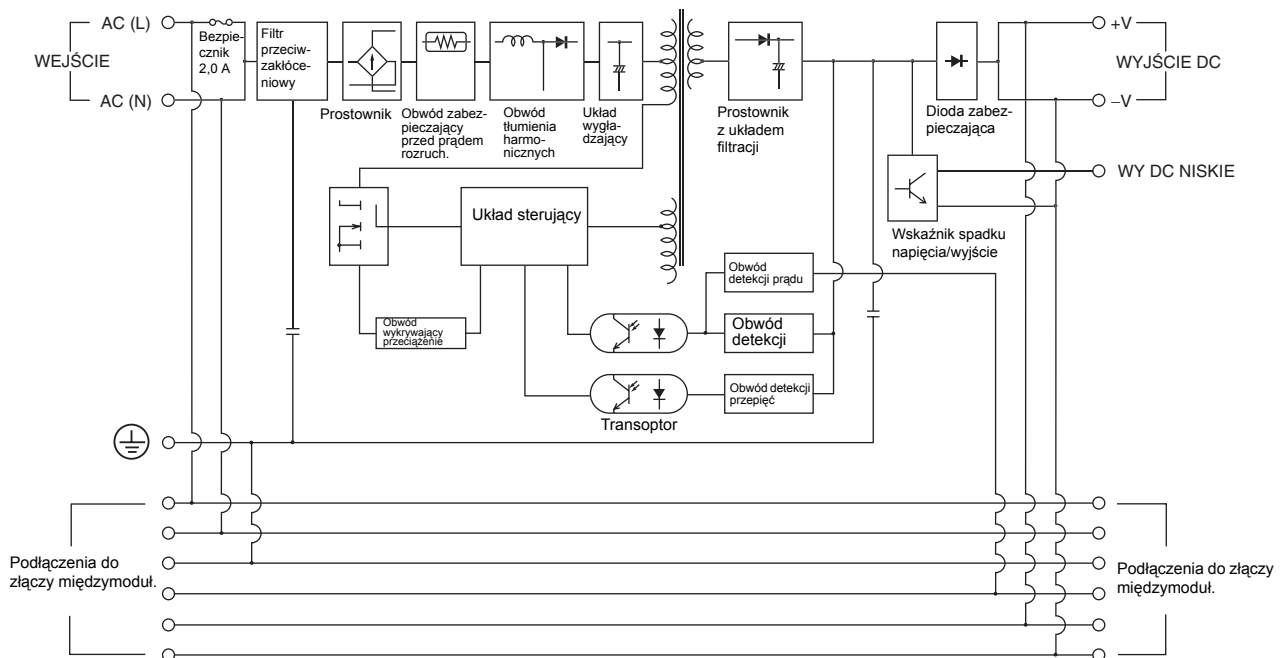 AC (L)
WEJŚCIE
AC (N)
Bezpie-
cznik
2,0 A
Filtr
przeciw-
zakłóce-
niowy
Prostownik
Obwód zabez-
pieczający
przed prądem
rozruch.
Obwód
tłumienia
harmo-
nicznych
Układ
wygła-
dzający
Prostownik
z układem
filtracji
Dioda zabez-
pieczająca
+V
WYJŚCIE DC
–V
WY DC NISKIE
Wskaźnik spadku
napięcia/wyjście
Układ sterujący
Obwód
wykrywający
przeciążenie
Obwód
detekcji prądu
Obwód
detekcji
Obwód detekcji
przepięć
Transoptor
Podłączenia do
złączy międzymoduł.
Podłączenia do złączy
międzymoduł.